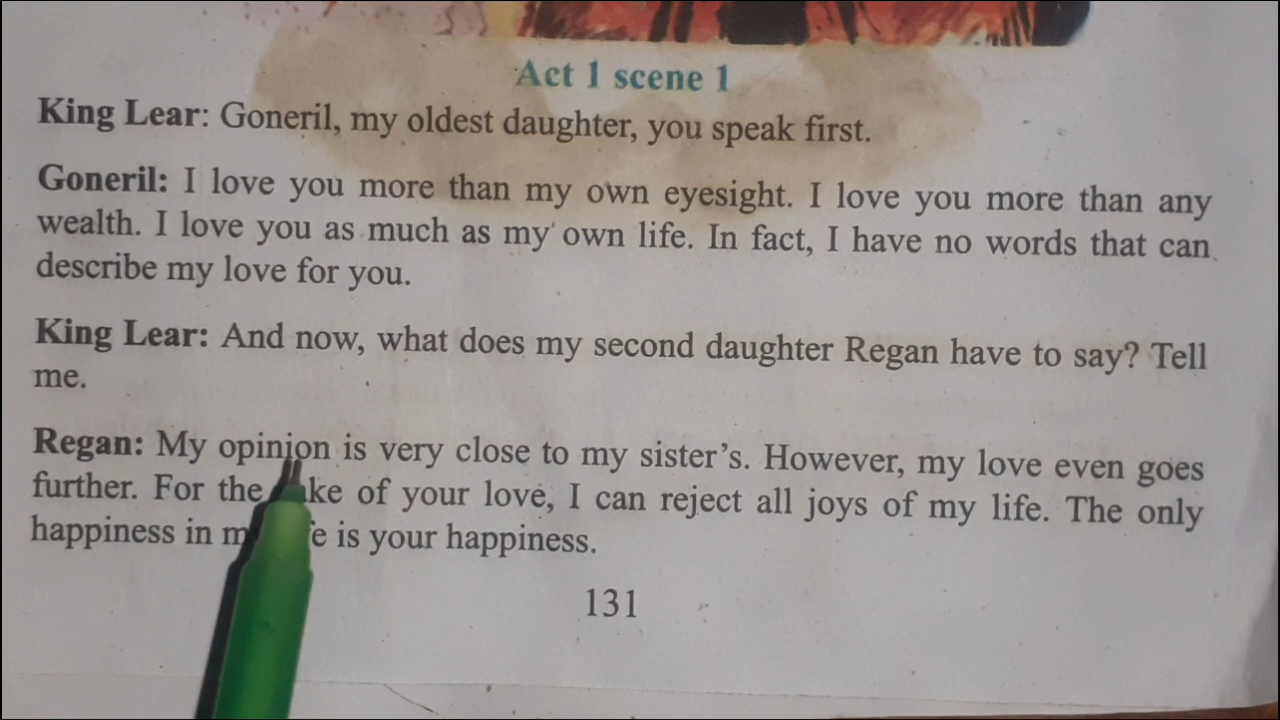 Act 1 scene 1
King Lear: Goneril, my oldest daughter, you speak first.
Goneril: I love you more than my own eyesight. I love you more than any
wealth. I love you as much as my own life. In fact, I have no words that can
describe my love for you.
King Lear: And now, what does my second daughter Regan have to say? Tell
me.
Regan: My opinion is very close to my sister's. However, my love even goes
further. For the of your love, I can reject all joys of my life. The only
happiness in is your happiness.
131